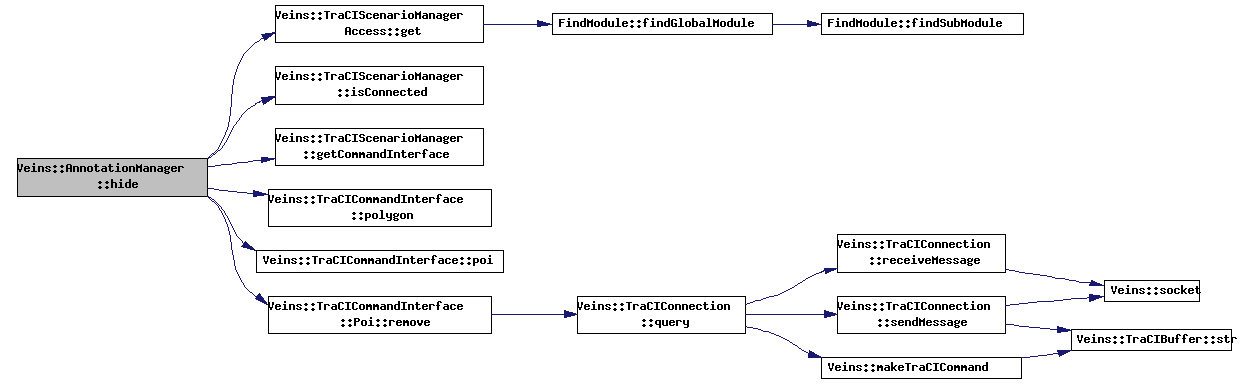 Veins::TraCIScenarioManager
Access::get
FindModule::findGlobalModule
FindModule::findSubModule
Veins::TraCIScenarioManager
::isConnected
Veins::TraCIScenarioManager
::getCommandInterface
Veins::AnnotationManager
::hide
Veins::TraCICommandInterface
::polygon
Veins::TraCICommandInterface::poi
Veins::TraCICommandInterface
::Poi::remove
Veins::TraCIConnection
::query
Veins::TraCIConnection
::receiveMessage
Veins::TraCIConnection
::sendMessage
Veins::makeTraCICommand
Veins::socket
Veins::TraCIBuffer::str